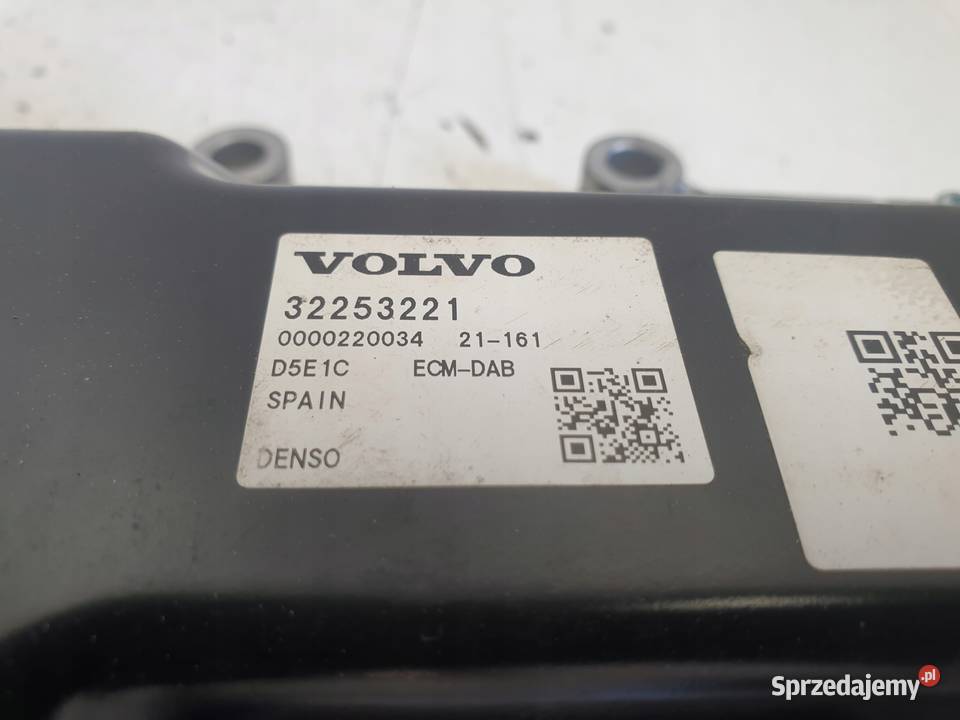 VOLVO
32253221
0000220034 21-161
D5E1C ECM-DAB
SPAIN
DENSO
Sprzedajemy.pl